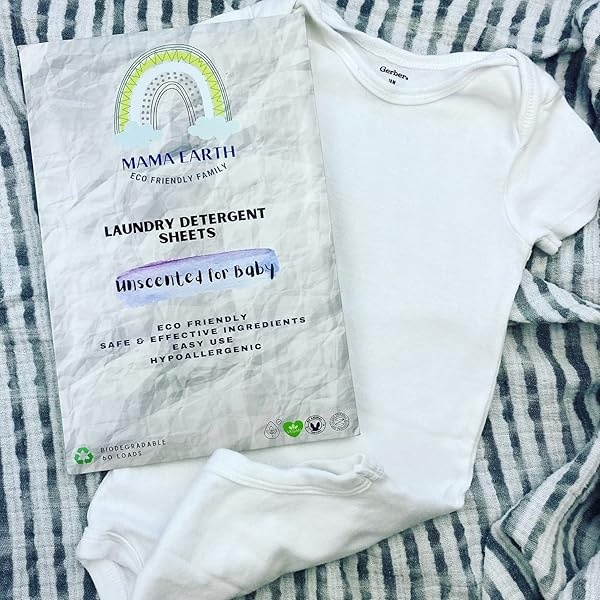 Gerber
18M
MAMA EARTH
ECO FRIENDLY FAMILY
LAUNDRY DETERGENT
SHEETS
Unscented for Baby
ECO FRIENDLY
SAFE & EFFECTIVE INGREDIENTS
EASY USE
HYPOALLERGENIC
BIODEGRADABLE
60 LOADS